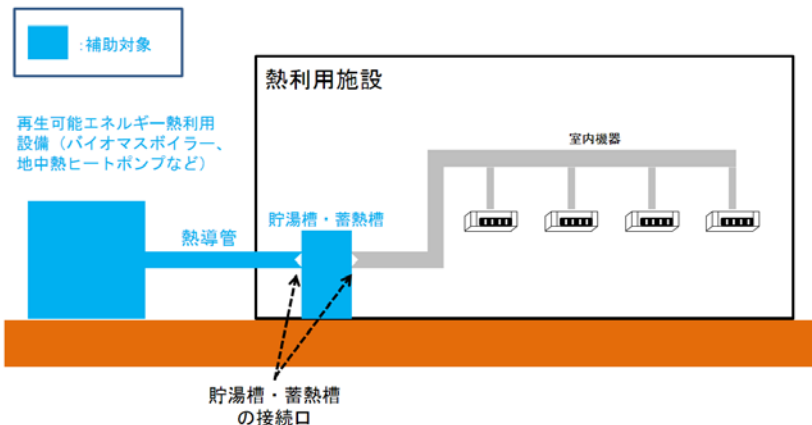 :補助対象
熱利用施設
再生可能エネルギー熱利用
設備（バイオマスボイラー、
地中熱ヒートポンプなど）
室内機器
貯湯槽・蓄熱槽
熱導管
貯湯槽・蓄熱槽
の接続口